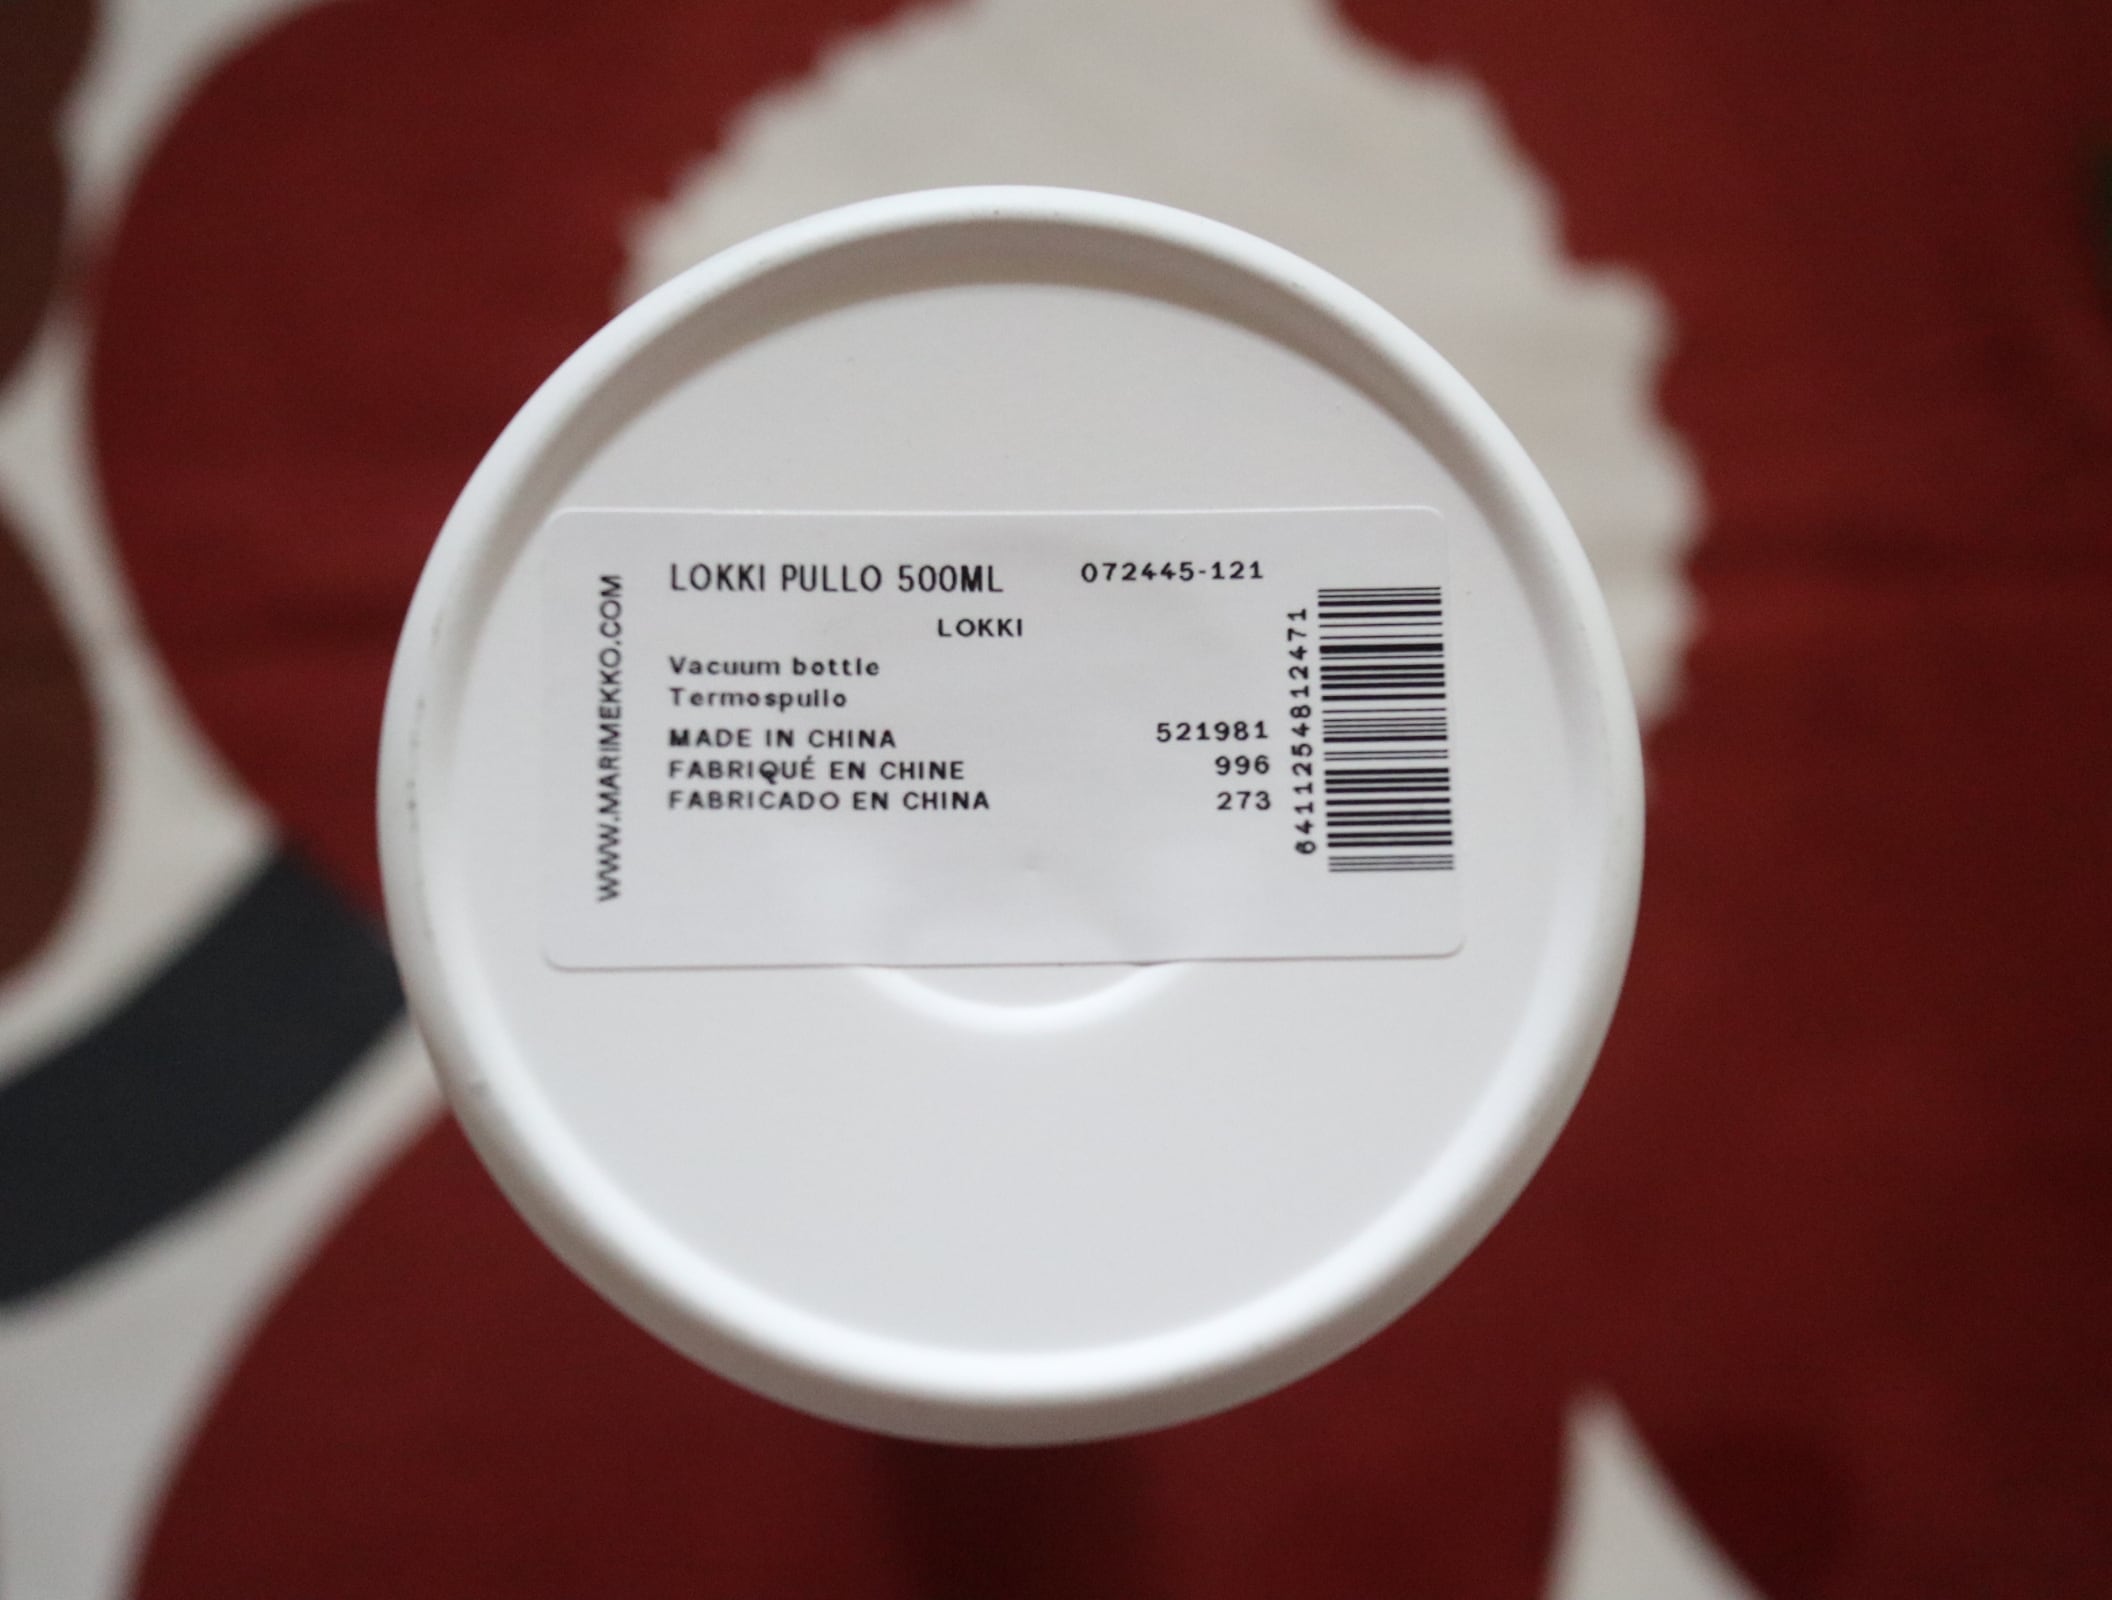 WWW.MARIMEKKO.COM
LOKKI PULLO 500ML 072445-121
LOKKI
Vacuum bottle
Termospullo
MADE IN CHINA 521981
FABRIQUÉ EN CHINE 996
FABRICADO EN CHINA 273
6411254812471